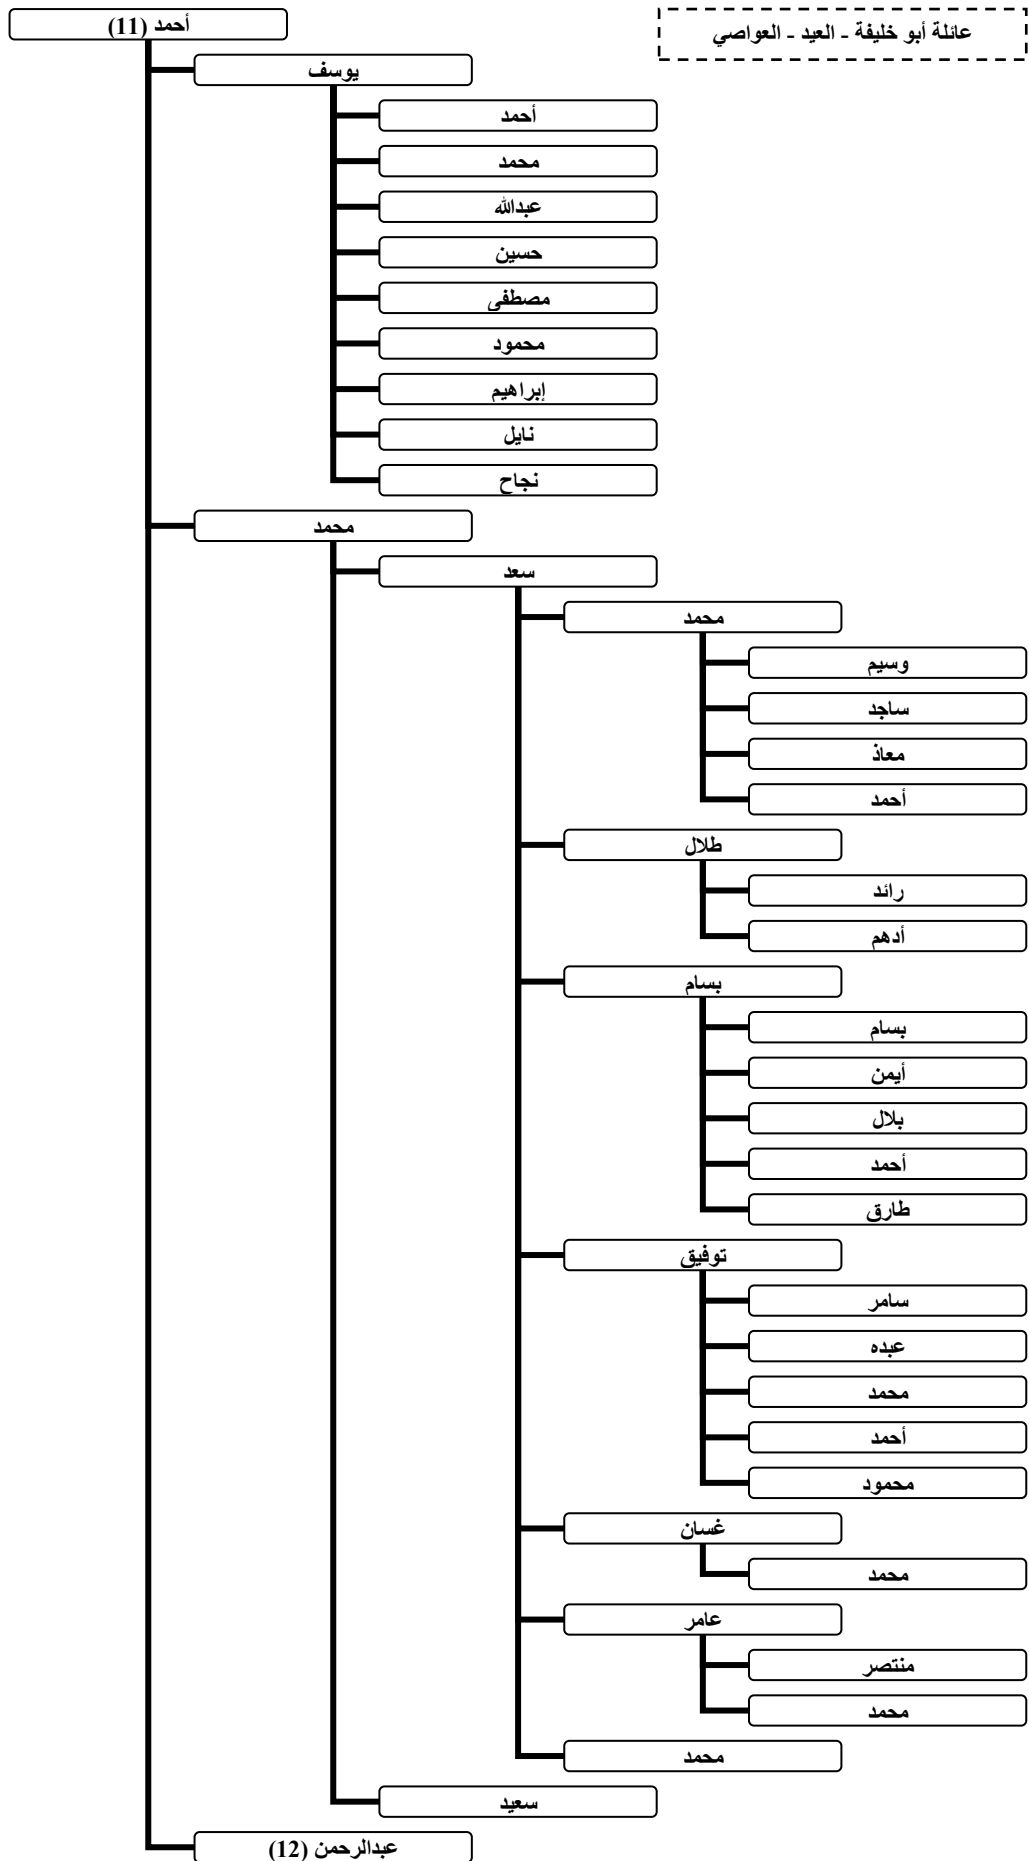 عائلة أبو خليفة - العيد - العواصي
أحمد (11)
يوسف
أحمد
محمد
عبدالله
حسين
مصطفى
محمود
إبراهيم
نايل
نجاح
محمد
سعد
محمد
وسيم
ساجد
معاذ
أحمد
طلال
رائد
أدهم
بسام
بسام
أيمن
بلال
أحمد
طارق
توفيق
سامر
عبده
محمد
أحمد
محمود
غسان
محمد
عامر
منتصر
محمد
محمد
سعيد
عبدالرحمن (12)